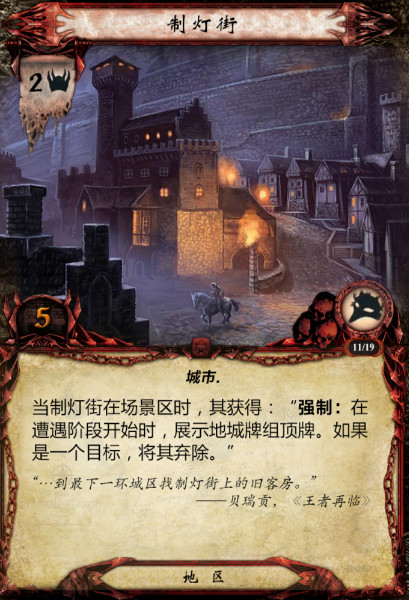 制灯街
2
5
11/19
城市.
当制灯街在场景区时，其获得：“强制：在
遭遇阶段开始时，展示地城牌组顶牌。如果
是一个目标，将其弃除。”
“…到最下一环城区找制灯街上的旧客房。”
——贝瑞贡，《王者再临》
地 区